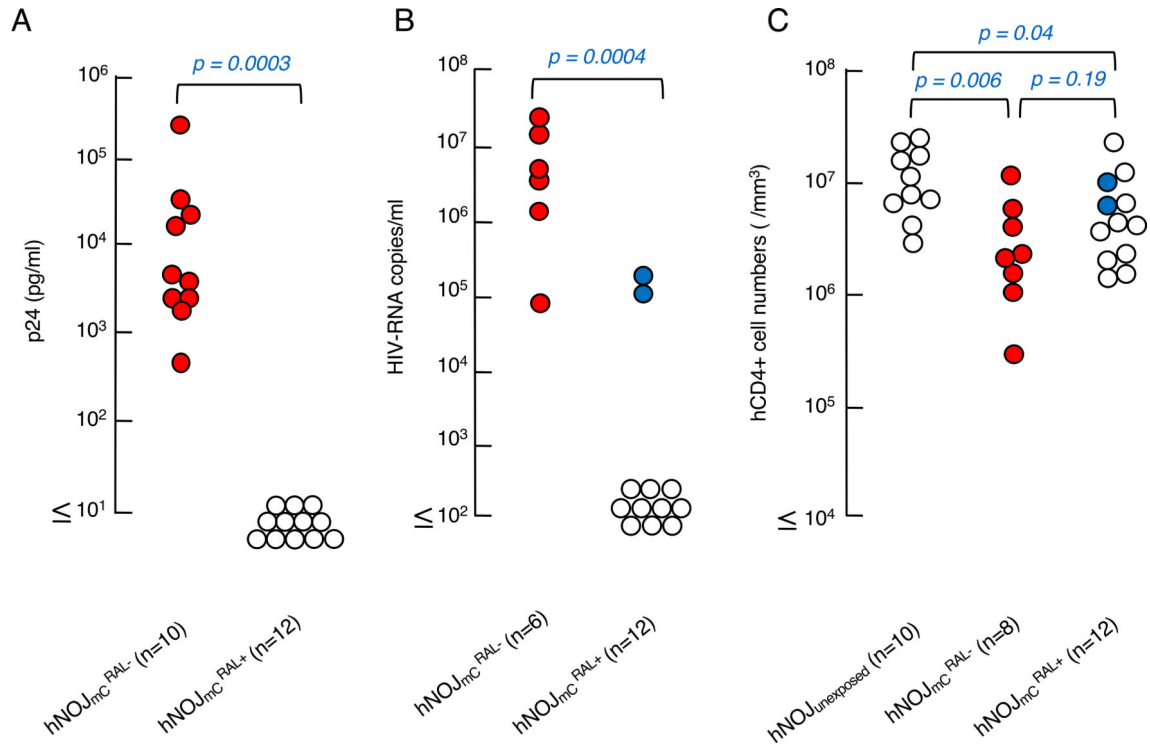 A
p = 0.0003
p24 (pg/ml)
10⁶
10⁵
10⁴
10³
10²
≤ 10¹
hNOJmC RAL- (n=10)
hNOJmC RAL+ (n=12)
B
p = 0.0004
HIV-RNA copies/ml
10⁸
10⁷
10⁶
10⁵
10⁴
10³
≤ 10²
hNOJmC RAL- (n=6)
hNOJmC RAL+ (n=12)
C
p = 0.04
p = 0.006
p = 0.19
hCD4+ cell numbers ( /mm³)
10⁸
10⁷
10⁶
10⁵
≤ 10⁴
hNOJunexposed (n=10)
hNOJmC RAL- (n=8)
hNOJmC RAL+ (n=12)